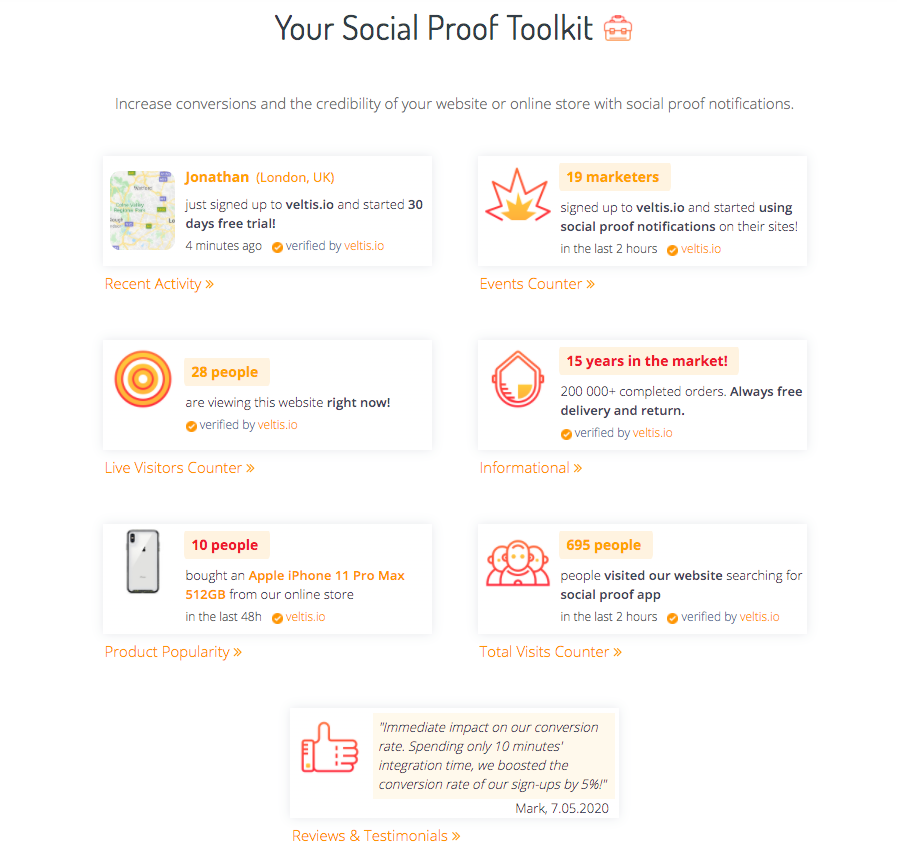 Your Social Proof Toolkit
Increase conversions and the credibility of your website or online store with social proof notifications.
Jonathan (London, UK)
just signed up to veltis.io and started 30
days free trial!
4 minutes ago verified by veltis.io
Recent Activity »
19 marketers
signed up to veltis.io and started using
social proof notifications on their sites!
in the last 2 hours veltis.io
Events Counter »
28 people
are viewing this website right now!
verified by veltis.io
Live Visitors Counter »
15 years in the market!
200 000+ completed orders. Always free
delivery and return.
verified by veltis.io
Informational »
10 people
bought an Apple iPhone 11 Pro Max
512GB from our online store
in the last 48h veltis.io
Product Popularity »
695 people
people visited our website searching for
social proof app
in the last 2 hours verified by veltis.io
Total Visits Counter »
"Immediate impact on our conversion
rate. Spending only 10 minutes'
integration time, we boosted the
conversion rate of our sign-ups by 5%!"
Mark, 7.05.2020
Reviews & Testimonials »